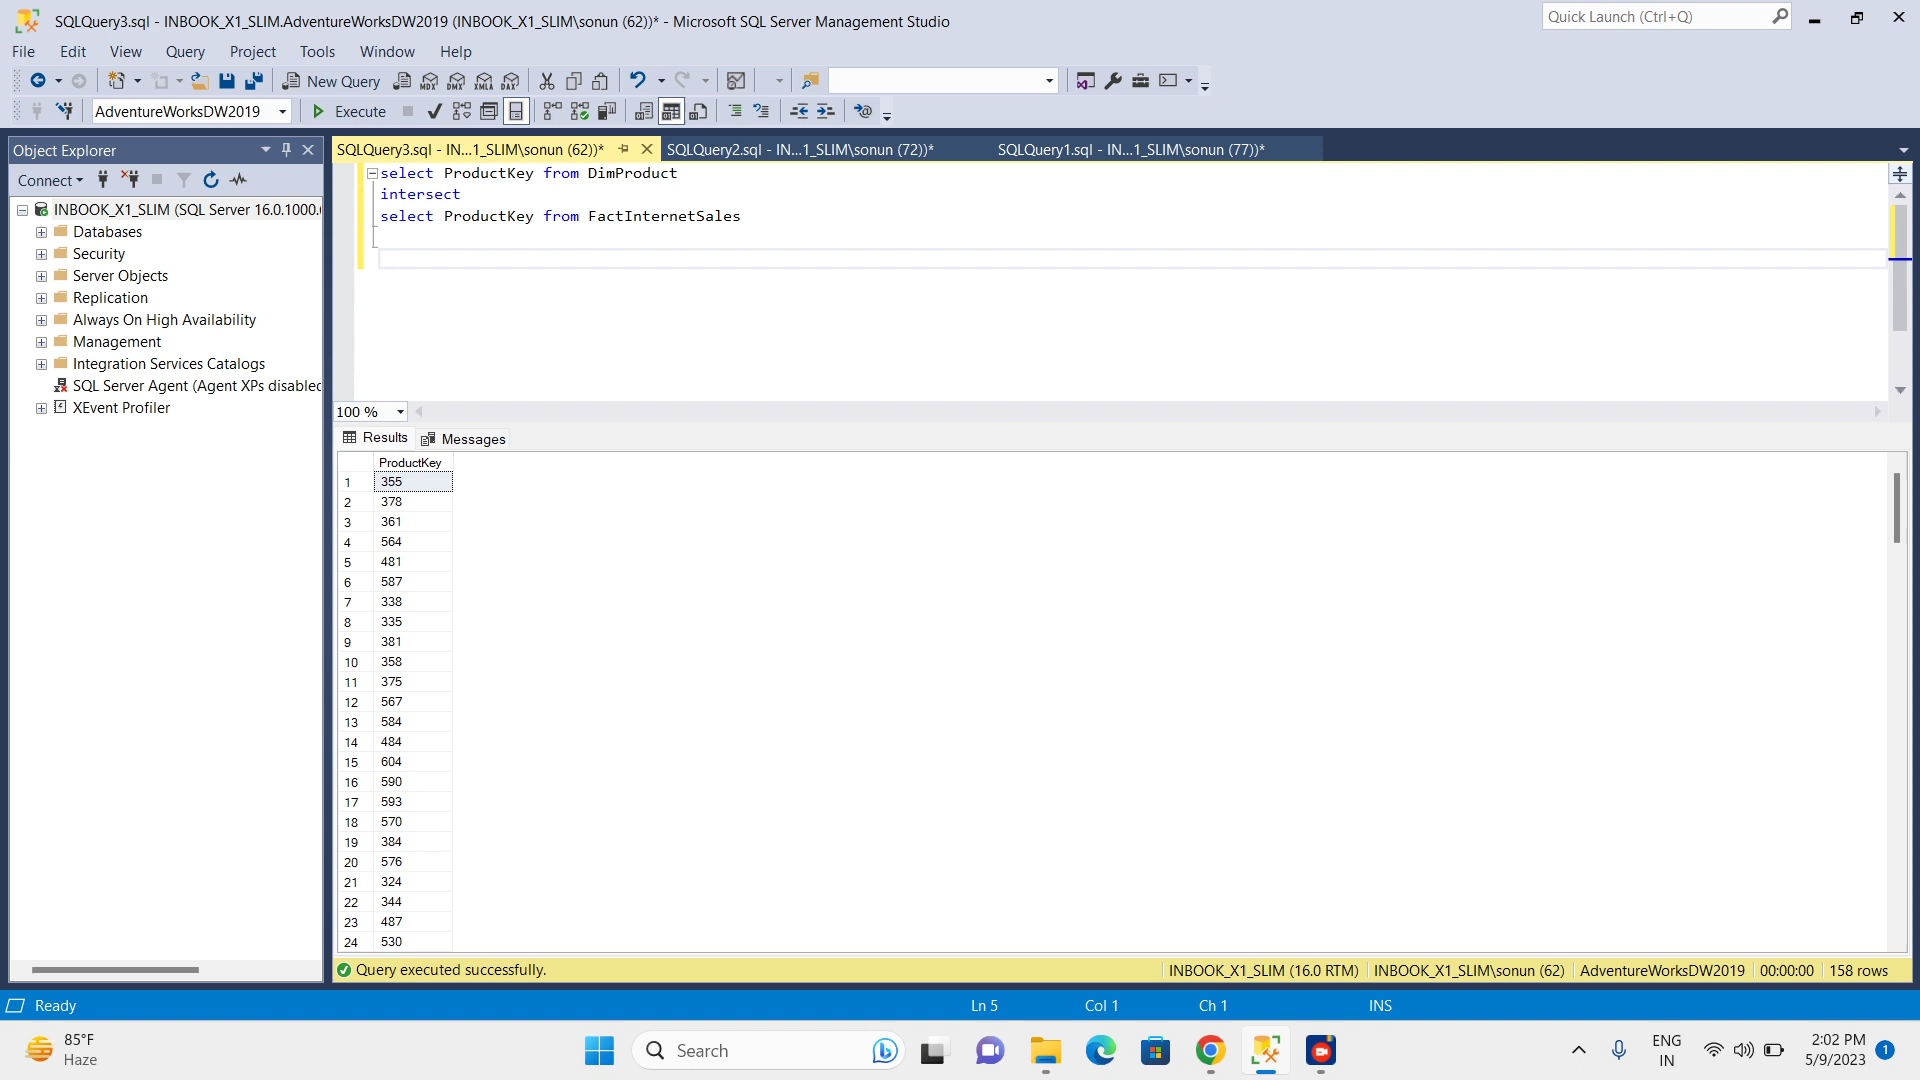 SQLQuery3.sql - INBOOK_X1_SLIM.AdventureWorksDW2019 (INBOOK_X1_SLIM\sonun (62))* - Microsoft SQL Server Management Studio
Quick Launch (Ctrl+Q)
File Edit View Query Project Tools Window Help
New Query MDX DMX XMLA DAX
AdventureWorksDW2019 Execute
Object Explorer
Connect
INBOOK_X1_SLIM (SQL Server 16.0.1000.
Databases
Security
Server Objects
Replication
Always On High Availability
Management
Integration Services Catalogs
SQL Server Agent (Agent XPs disabled
XEvent Profiler
SQLQuery3.sql - IN...1_SLIM\sonun (62))* SQLQuery2.sql - IN...1_SLIM\sonun (72))* SQLQuery1.sql - IN...1_SLIM\sonun (77))*
select ProductKey from DimProduct
intersect
select ProductKey from FactInternetSales
100 %
Results Messages
ProductKey
1 355
2 378
3 361
4 564
5 481
6 587
7 338
8 335
9 381
10 358
11 375
12 567
13 584
14 484
15 604
16 590
17 593
18 570
19 384
20 576
21 324
22 344
23 487
24 530
Query executed successfully. INBOOK_X1_SLIM (16.0 RTM) INBOOK_X1_SLIM\sonun (62) AdventureWorksDW2019 00:00:00 158 rows
Ready Ln 5 Col 1 Ch 1 INS
85°F
Haze
Search
ENG
IN
2:02 PM
5/9/2023
1